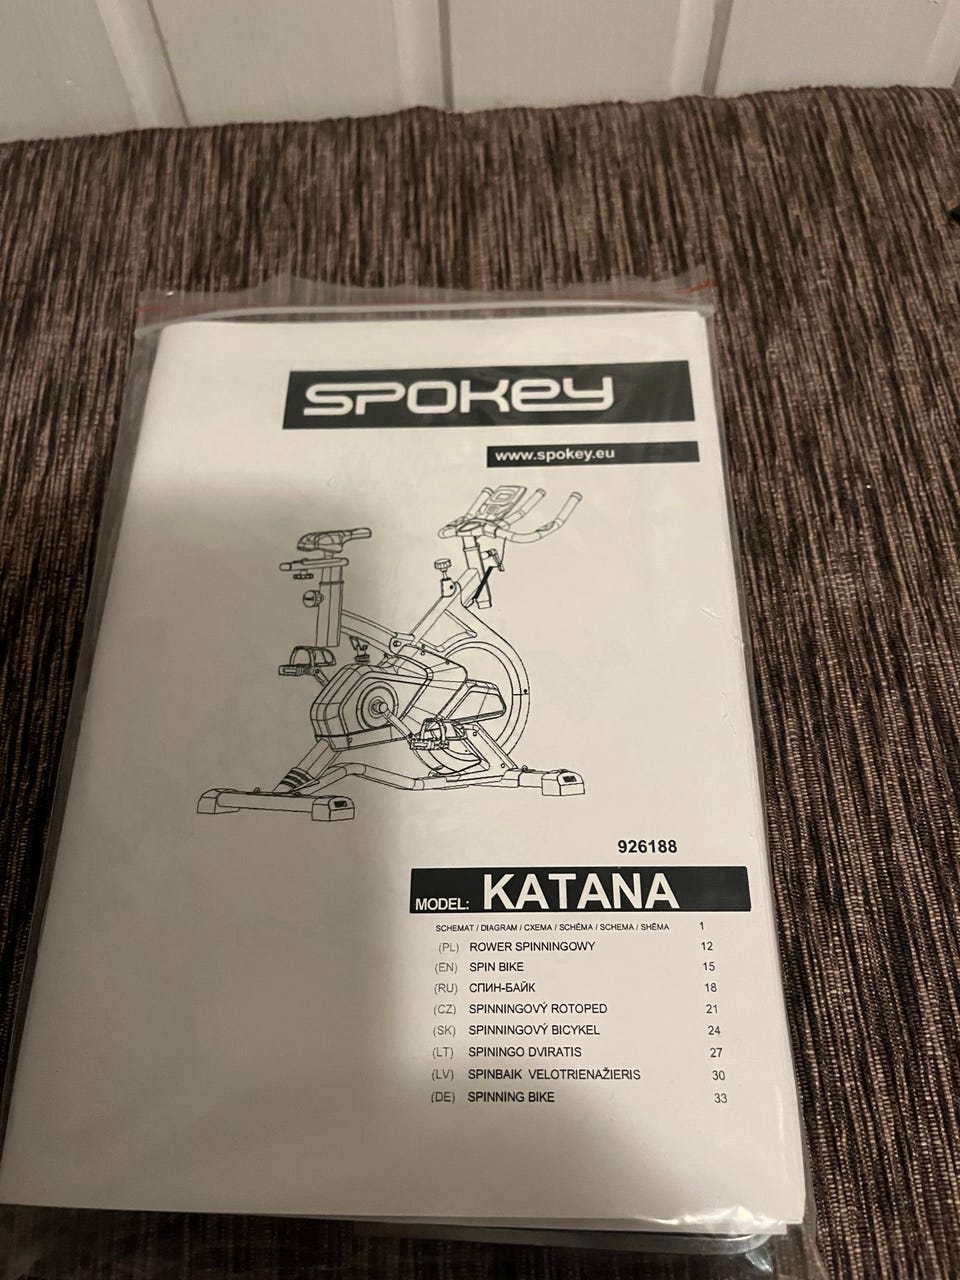 SPOKEY
www.spokey.eu
926188
MODEL: KATANA
SCHEMAT / DIAGRAM / СХЕМА / SCHÉMA / SCHEMA / SHĒMA 1
(PL) ROWER SPINNINGOWY 12
(EN) SPIN BIKE 15
(RU) СПИН-БАЙК 18
(CZ) SPINNINGOVÝ ROTOPED 21
(SK) SPINNINGOVÝ BICYKEL 24
(LT) SPININGO DVIRATIS 27
(LV) SPINBAIK VELOTRIENAŽIERIS 30
(DE) SPINNING BIKE 33